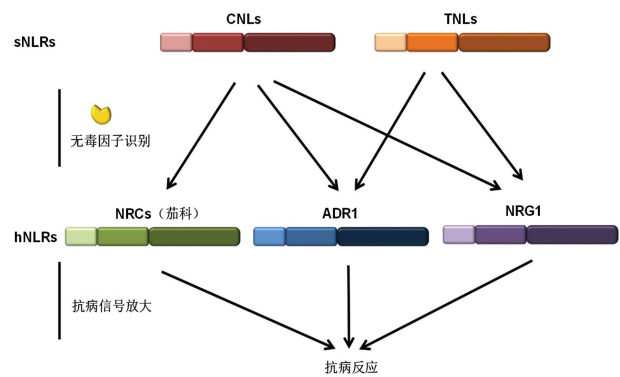 CNLs
TNLs
sNLRs
无毒因子识别
NRCs（茄科）
ADR1
NRG1
hNLRs
抗病信号放大
抗病反应